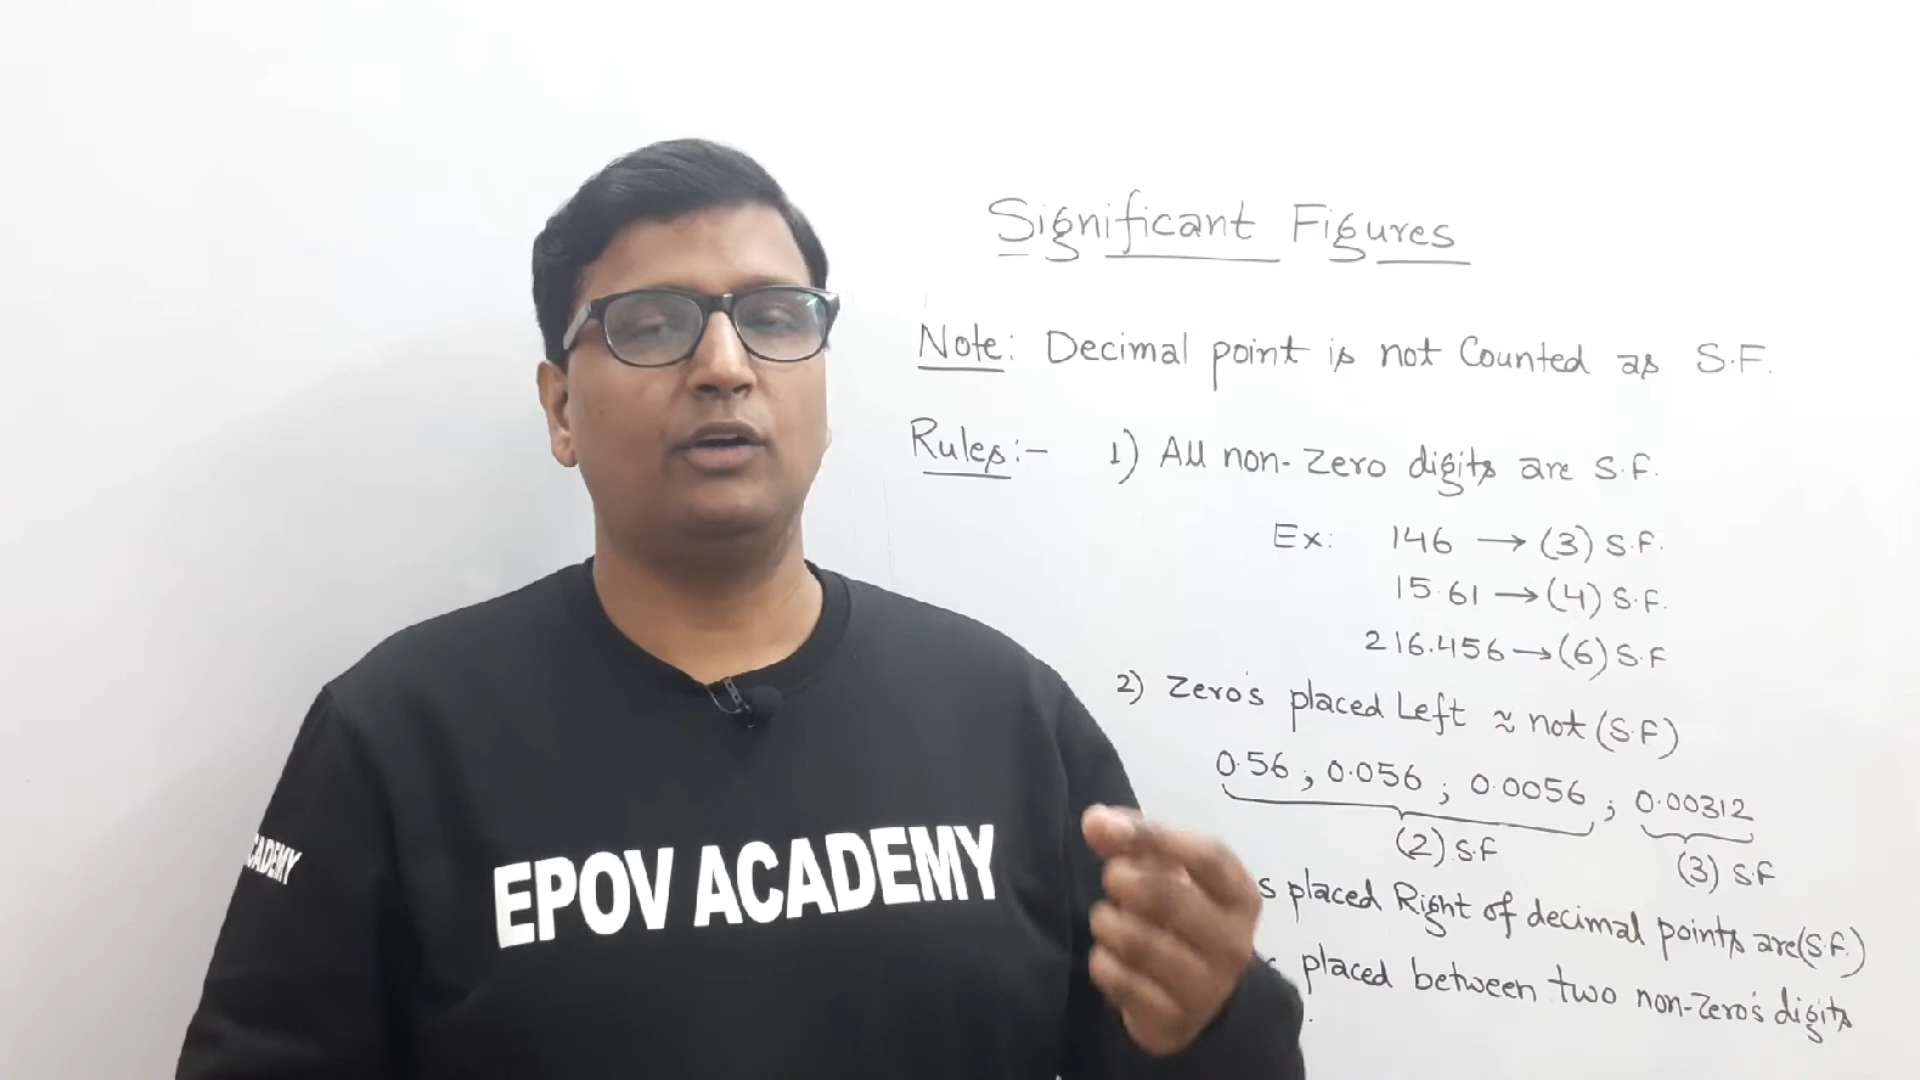 Significant Figures
Note: Decimal point is not Counted as S.F.
Rules:- 1) All non-Zero digits are S.F.
Ex: 146 → (3) S.F.
15.61 → (4) S.F.
216.456 → (6) S.F
2) Zero's placed Left ≈ not (S.F)
0.56 ; 0.056 ; 0.0056 ; 0.00312
(2) S.F (3) S.F
s placed Right of decimal points are (S.F.)
placed between two non-Zero's digits
CADEMY
EPOV ACADEMY